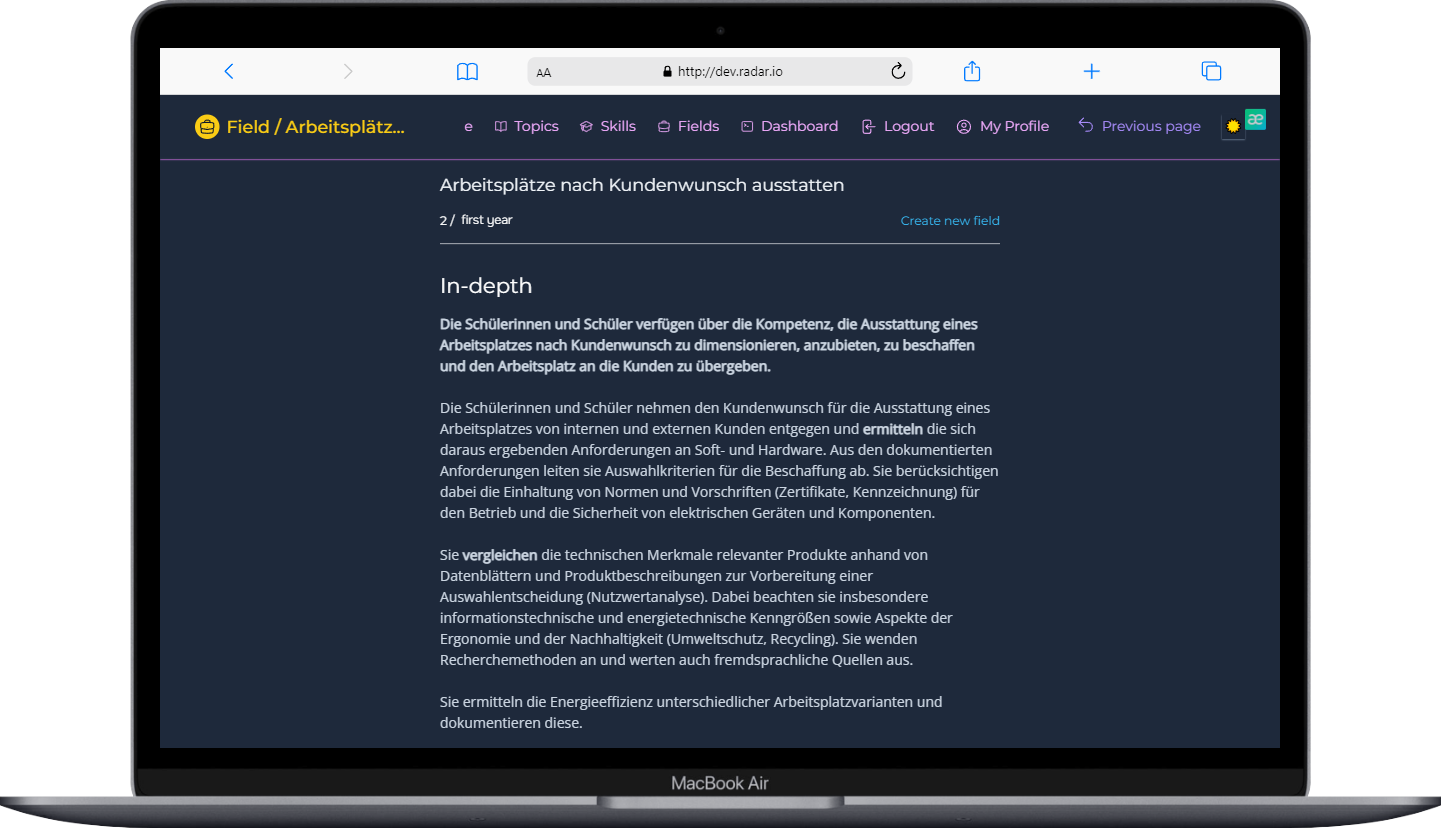 AA
http://dev.radar.io
Field / Arbeitsplätz...
e
Topics
Skills
Fields
Dashboard
Logout
My Profile
Previous page
æ
Arbeitsplätze nach Kundenwunsch ausstatten
2 / first year
Create new field
In-depth
Die Schülerinnen und Schüler verfügen über die Kompetenz, die Ausstattung eines
Arbeitsplatzes nach Kundenwunsch zu dimensionieren, anzubieten, zu beschaffen
und den Arbeitsplatz an die Kunden zu übergeben.
Die Schülerinnen und Schüler nehmen den Kundenwunsch für die Ausstattung eines
Arbeitsplatzes von internen und externen Kunden entgegen und ermitteln die sich
daraus ergebenden Anforderungen an Soft- und Hardware. Aus den dokumentierten
Anforderungen leiten sie Auswahlkriterien für die Beschaffung ab. Sie berücksichtigen
dabei die Einhaltung von Normen und Vorschriften (Zertifikate, Kennzeichnung) für
den Betrieb und die Sicherheit von elektrischen Geräten und Komponenten.
Sie vergleichen die technischen Merkmale relevanter Produkte anhand von
Datenblättern und Produktbeschreibungen zur Vorbereitung einer
Auswahlentscheidung (Nutzwertanalyse). Dabei beachten sie insbesondere
informationstechnische und energietechnische Kenngrößen sowie Aspekte der
Ergonomie und der Nachhaltigkeit (Umweltschutz, Recycling). Sie wenden
Recherchemethoden an und werten auch fremdsprachliche Quellen aus.
Sie ermitteln die Energieeffizienz unterschiedlicher Arbeitsplatzvarianten und
dokumentieren diese.
MacBook Air